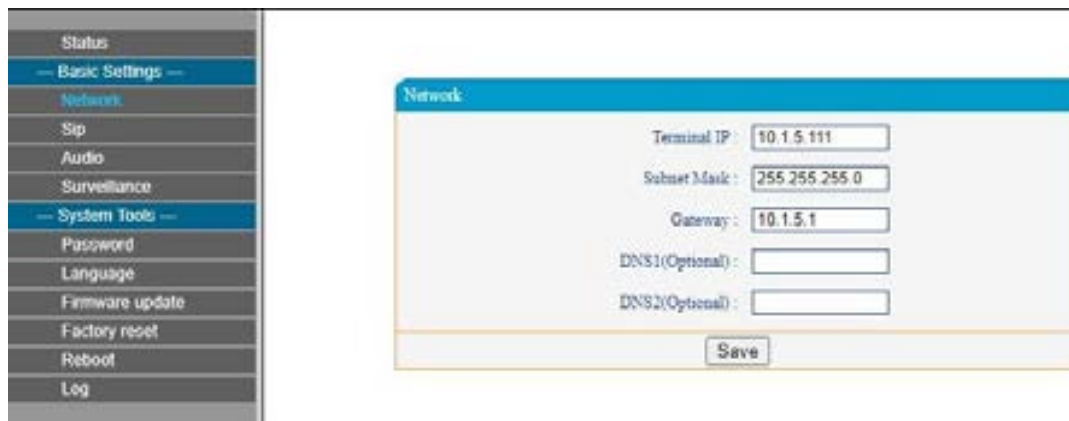 Status
— Basic Settings —
Network
Sip
Audio
Surveillance
— System Tools —
Password
Language
Firmware update
Factory reset
Reboot
Log
Network
Terminal IP : 10.1.5.111
Subnet Mask : 255.255.255.0
Gateway : 10.1.5.1
DNS1(Optional) :
DNS2(Optional) :
Save